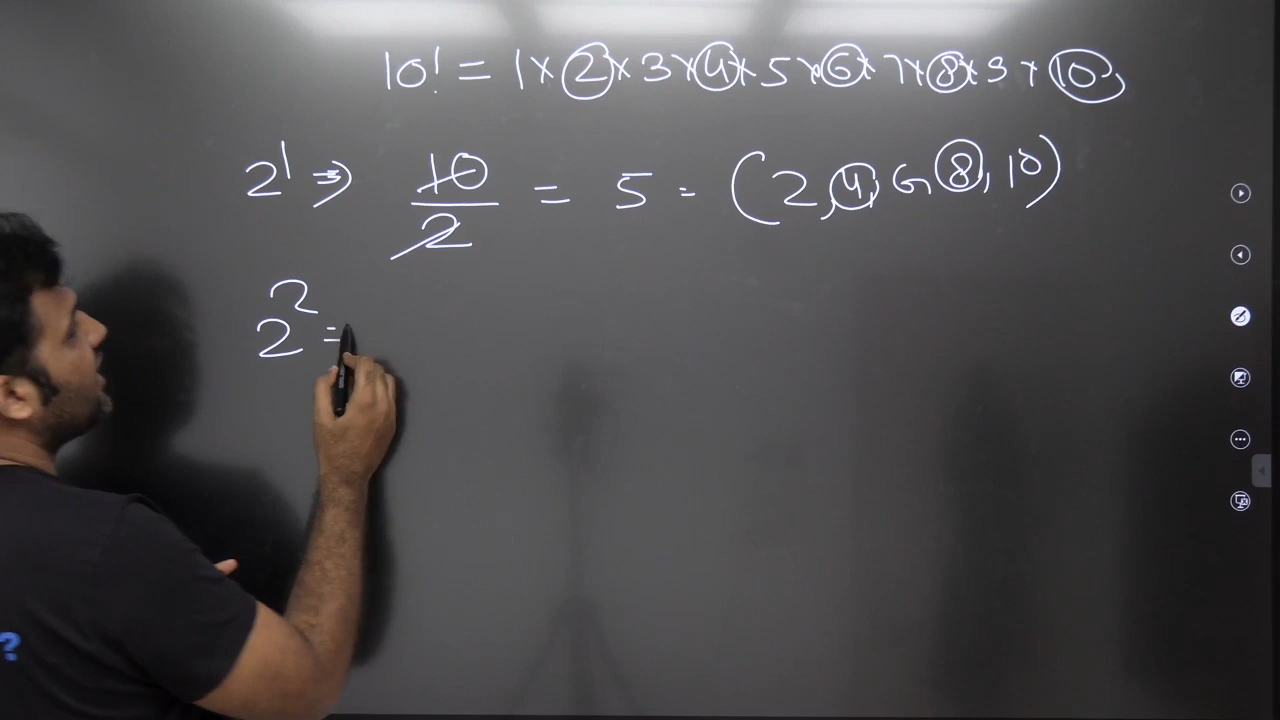 10! = 1 × 2 × 3 × 4 × 5 × 6 × 7 × 8 × 9 × 10,
2¹ ⇒ 10/2 = 5 = (2, 4, 6, 8, 10)
2² =
?